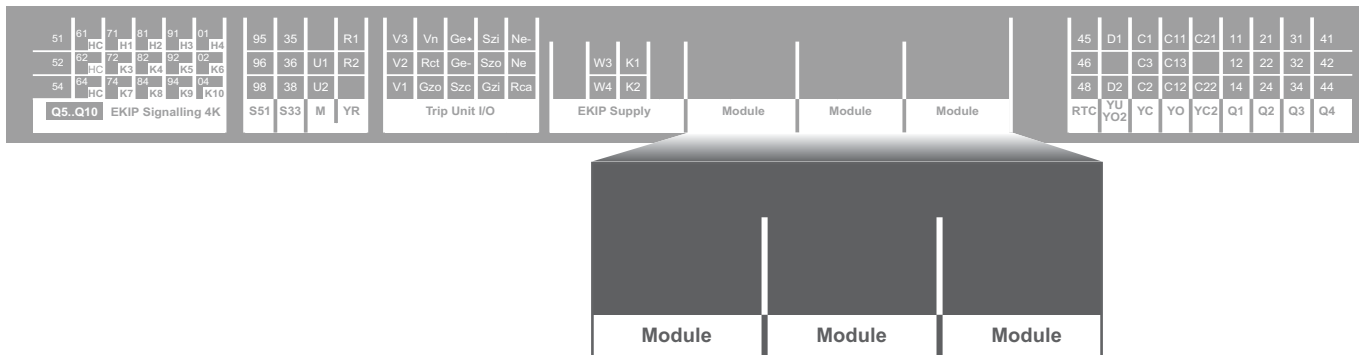 51 61 HC 71 H1 81 H2 91 H3 01 H4
52 62 HC 72 K3 82 K4 92 K5 02 K6
54 64 HC 74 K7 84 K8 94 K9 04 K10
Q5..Q10 EKIP Signalling 4K
95 35 R1
96 36 U1 R2
98 38 U2
S51 S33 M YR
V3 Vn Ge+ Szi Ne-
V2 Rct Ge- Szo Ne
V1 Gzo Szc Gzi Rca
Trip Unit I/O
W3 K1
W4 K2
EKIP Supply
Module Module Module
45 D1 C1 C11 C21 11 21 31 41
46 C3 C13 12 22 32 42
48 D2 C2 C12 C22 14 24 34 44
RTC YU YO2 YC YO YC2 Q1 Q2 Q3 Q4
Module Module Module